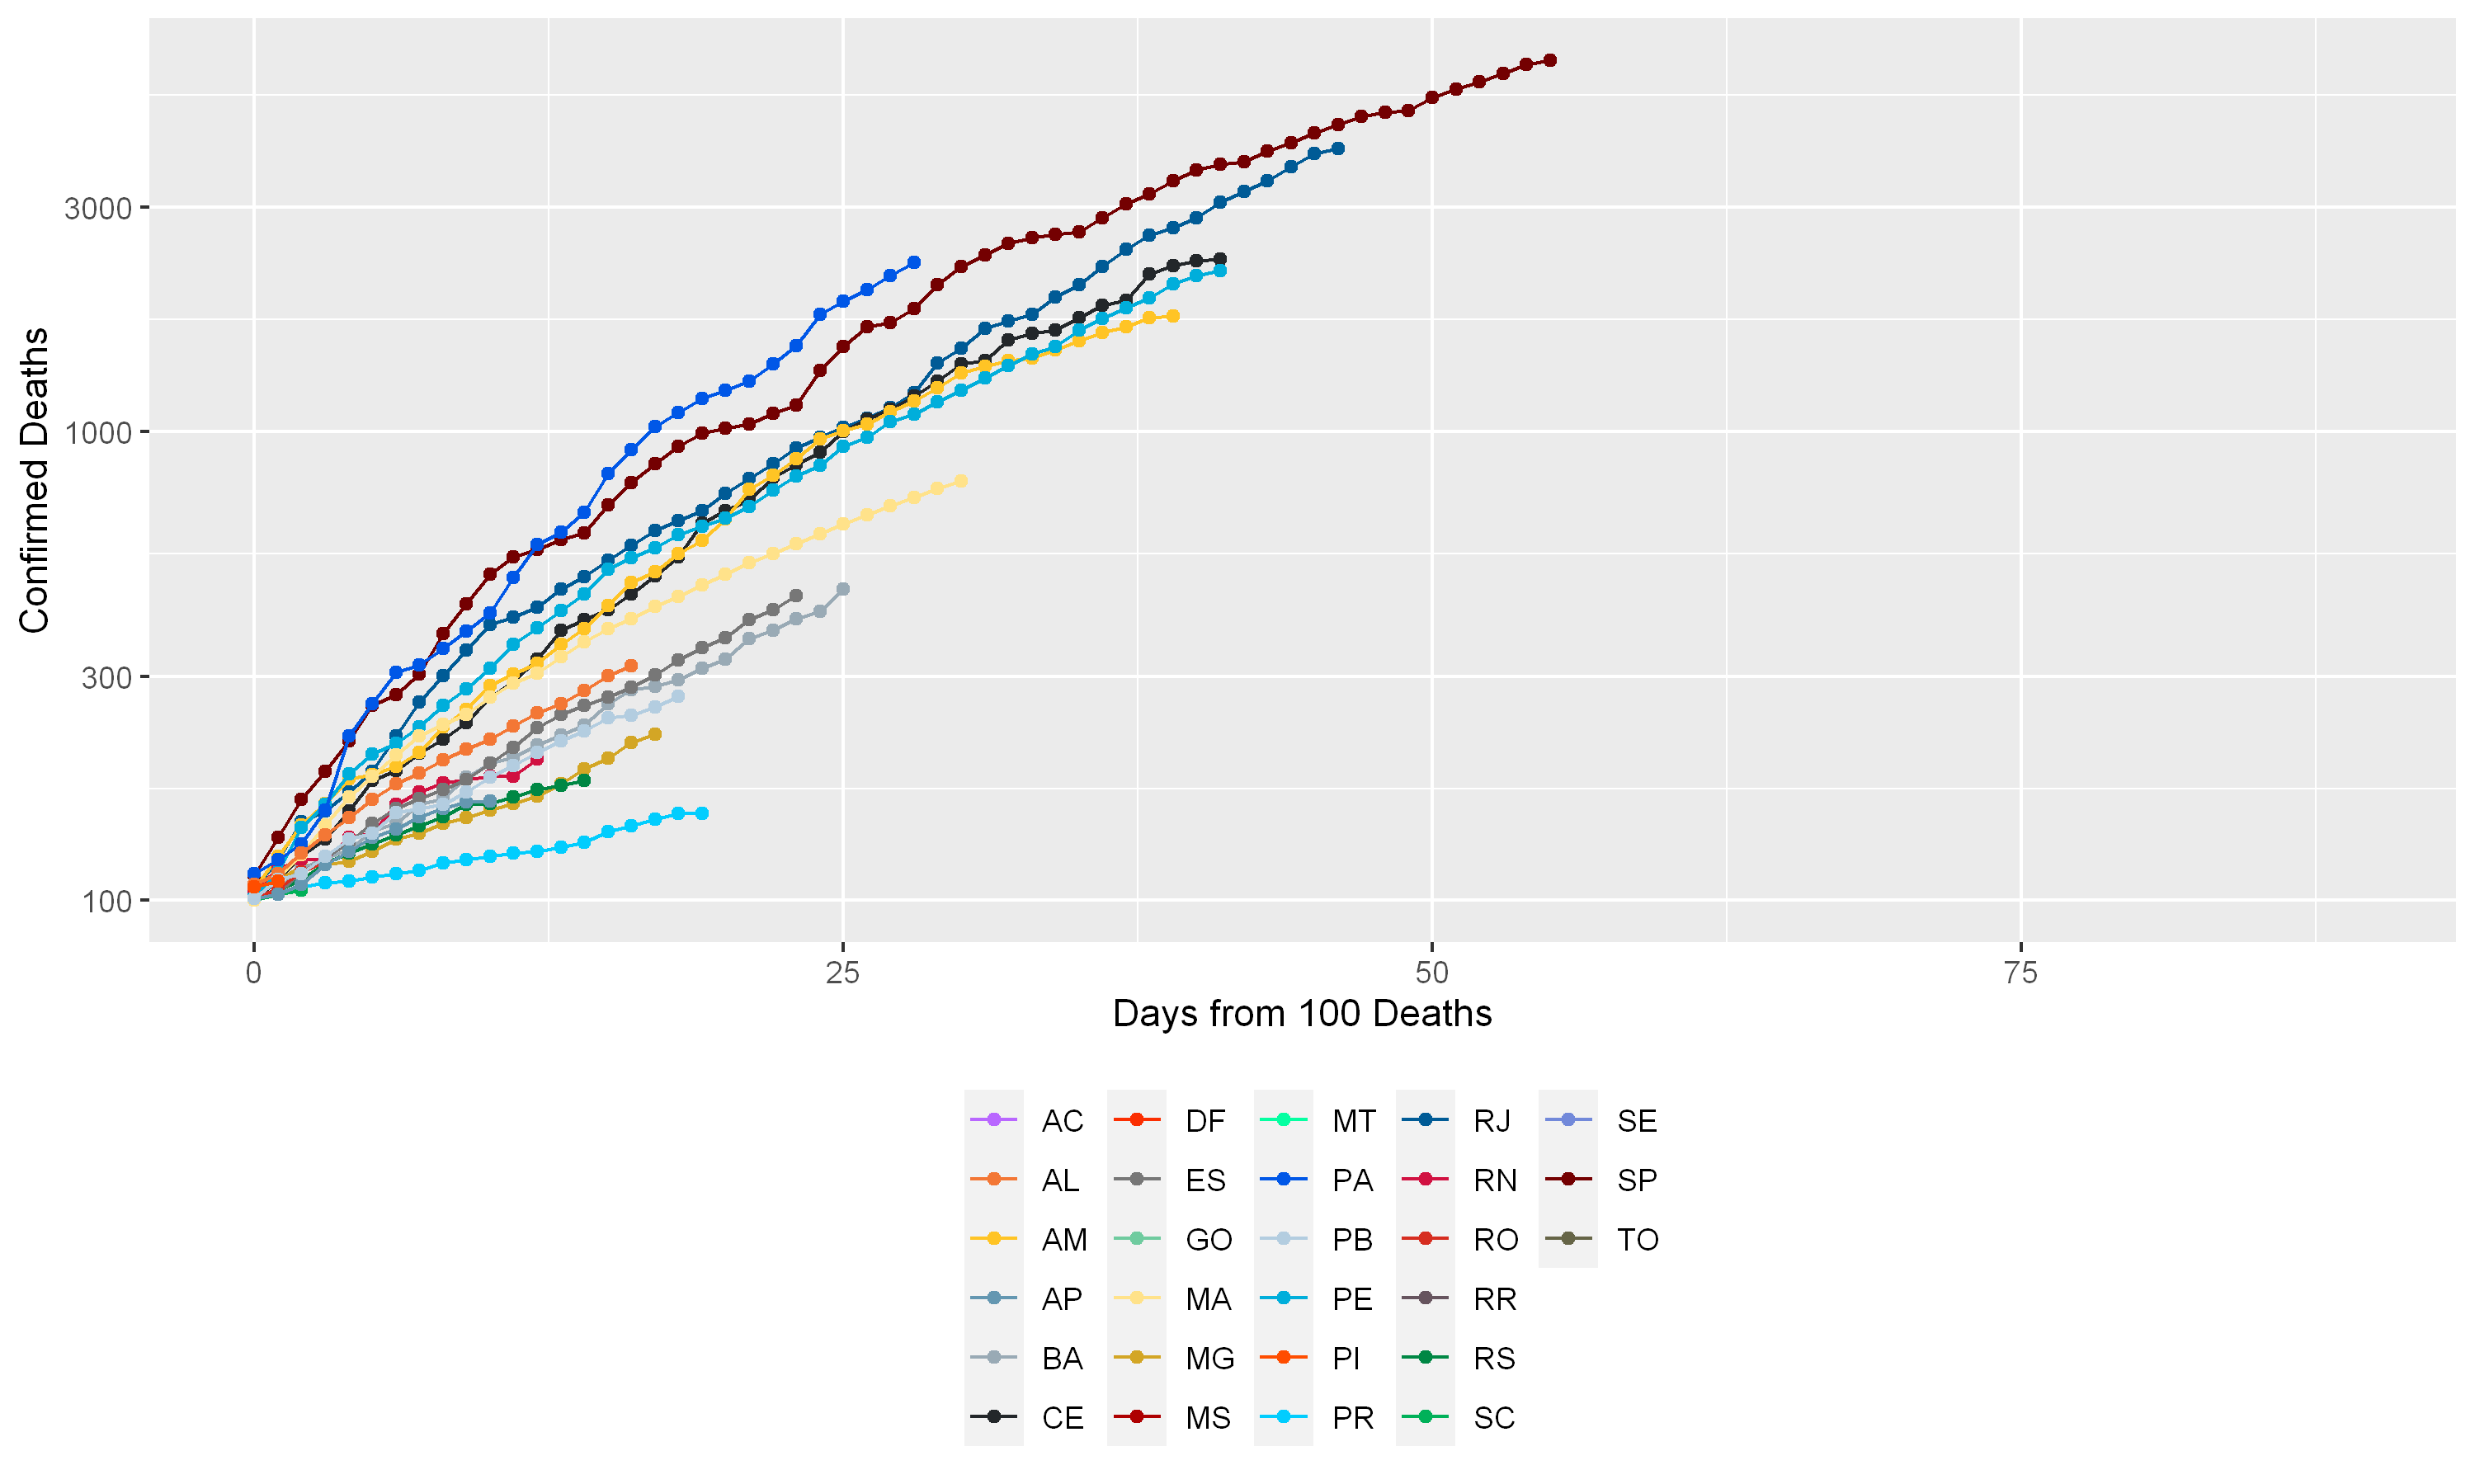 Confirmed Deaths
3000
1000
300
100
0 25 50 75
Days from 100 Deaths
AC DF MT RJ SE
AL ES PA RN SP
AM GO PB RO TO
AP MA PE RR
BA MG PI RS
CE MS PR SC